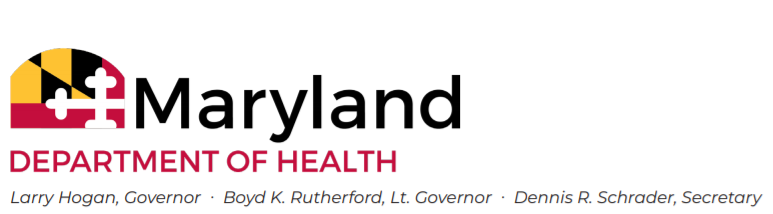 Maryland
DEPARTMENT OF HEALTH
Larry Hogan, Governor · Boyd K. Rutherford, Lt. Governor · Dennis R. Schrader, Secretary